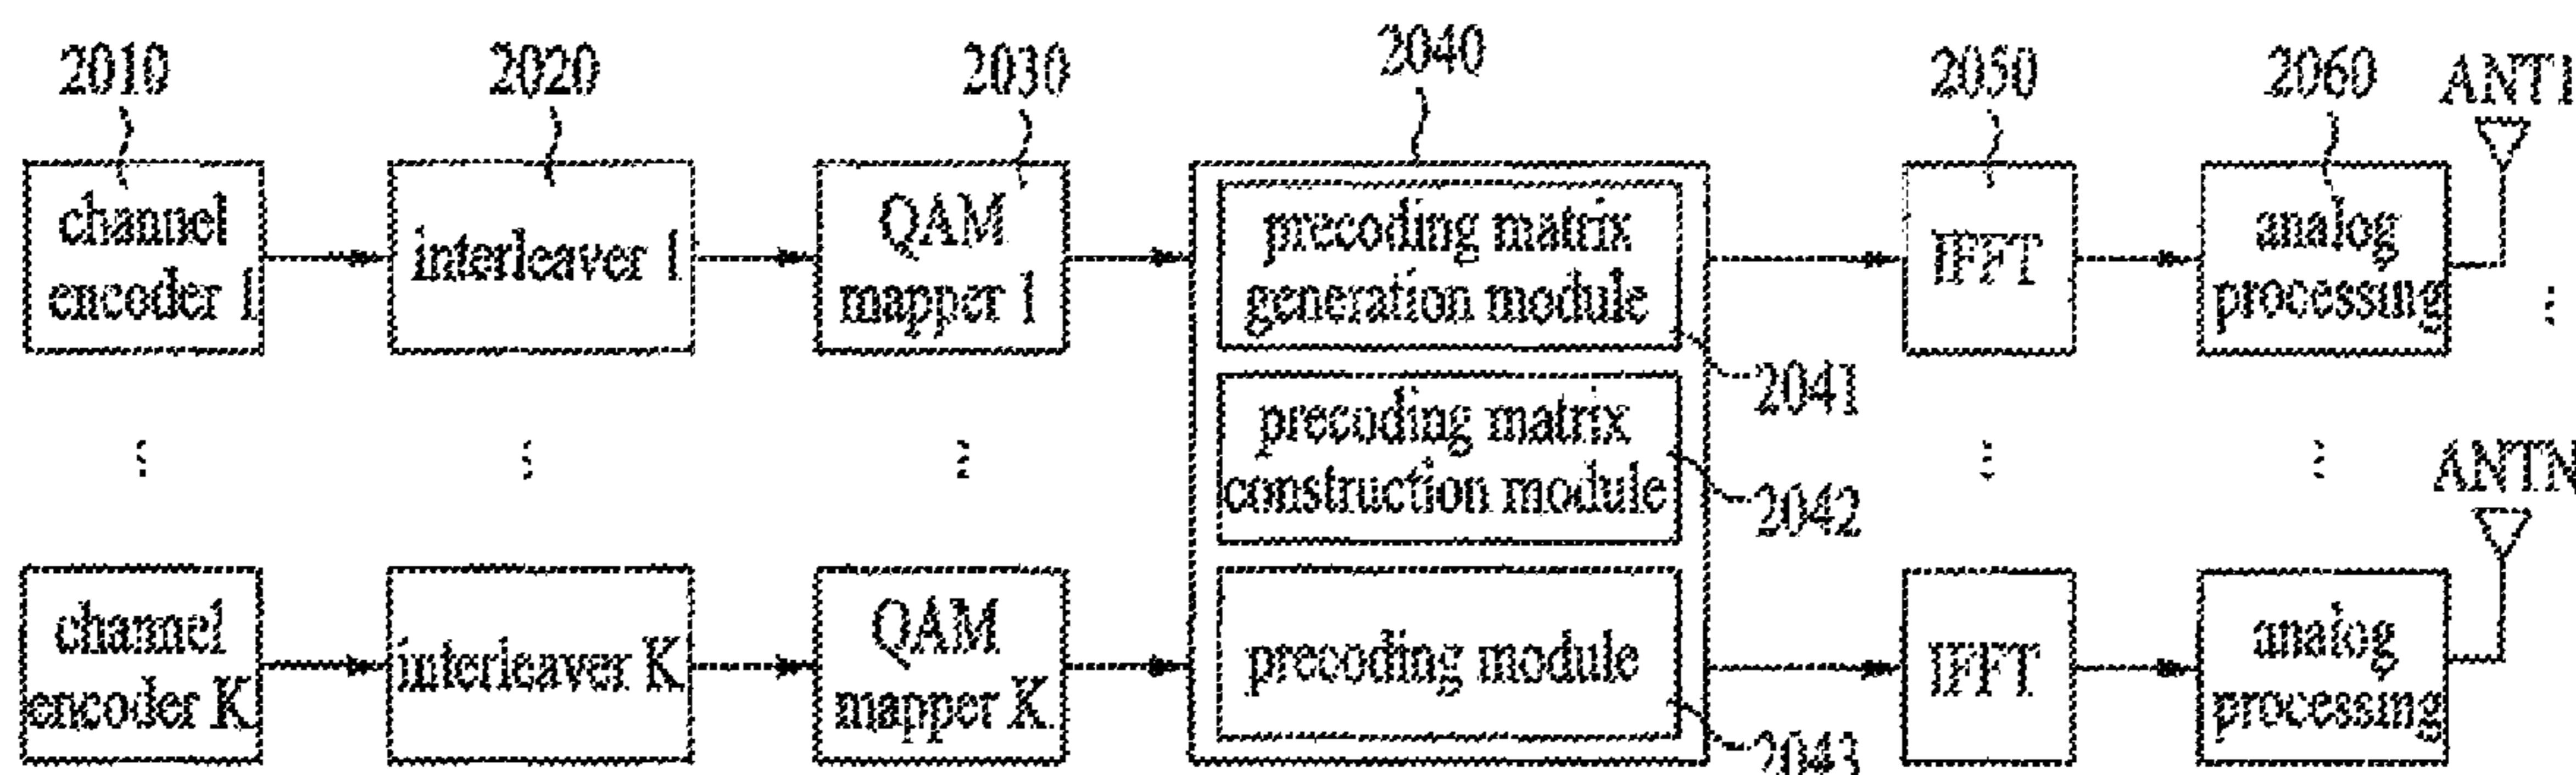 2010
2020
2030
2040
2050
2060
ANT1
channel
encoder 1
interleaver 1
QAM
mapper 1
precoding matrix
generation module
IFFT
analog
processing
2041
precoding matrix
construction module
2042
ANTN
channel
encoder K
interleaver K
QAM
mapper K
precoding module
IFFT
analog
processing
2043